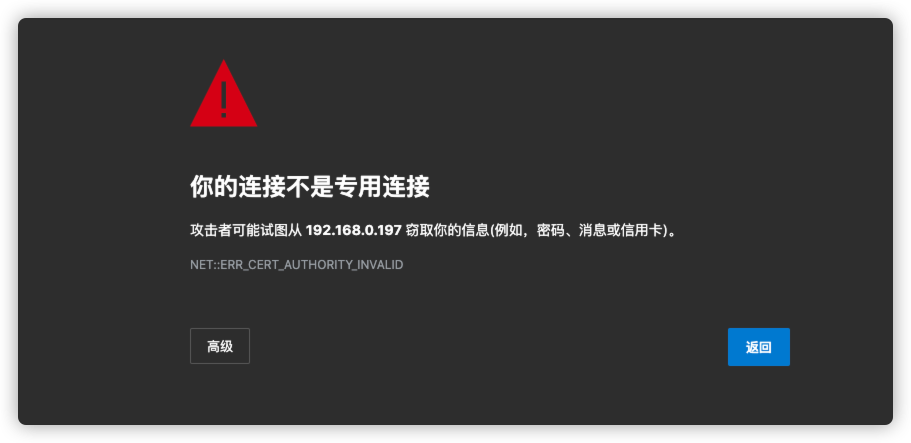 你的连接不是专用连接
攻击者可能试图从 192.168.0.197 窃取你的信息(例如，密码、消息或信用卡)。
NET::ERR_CERT_AUTHORITY_INVALID
高级
返回